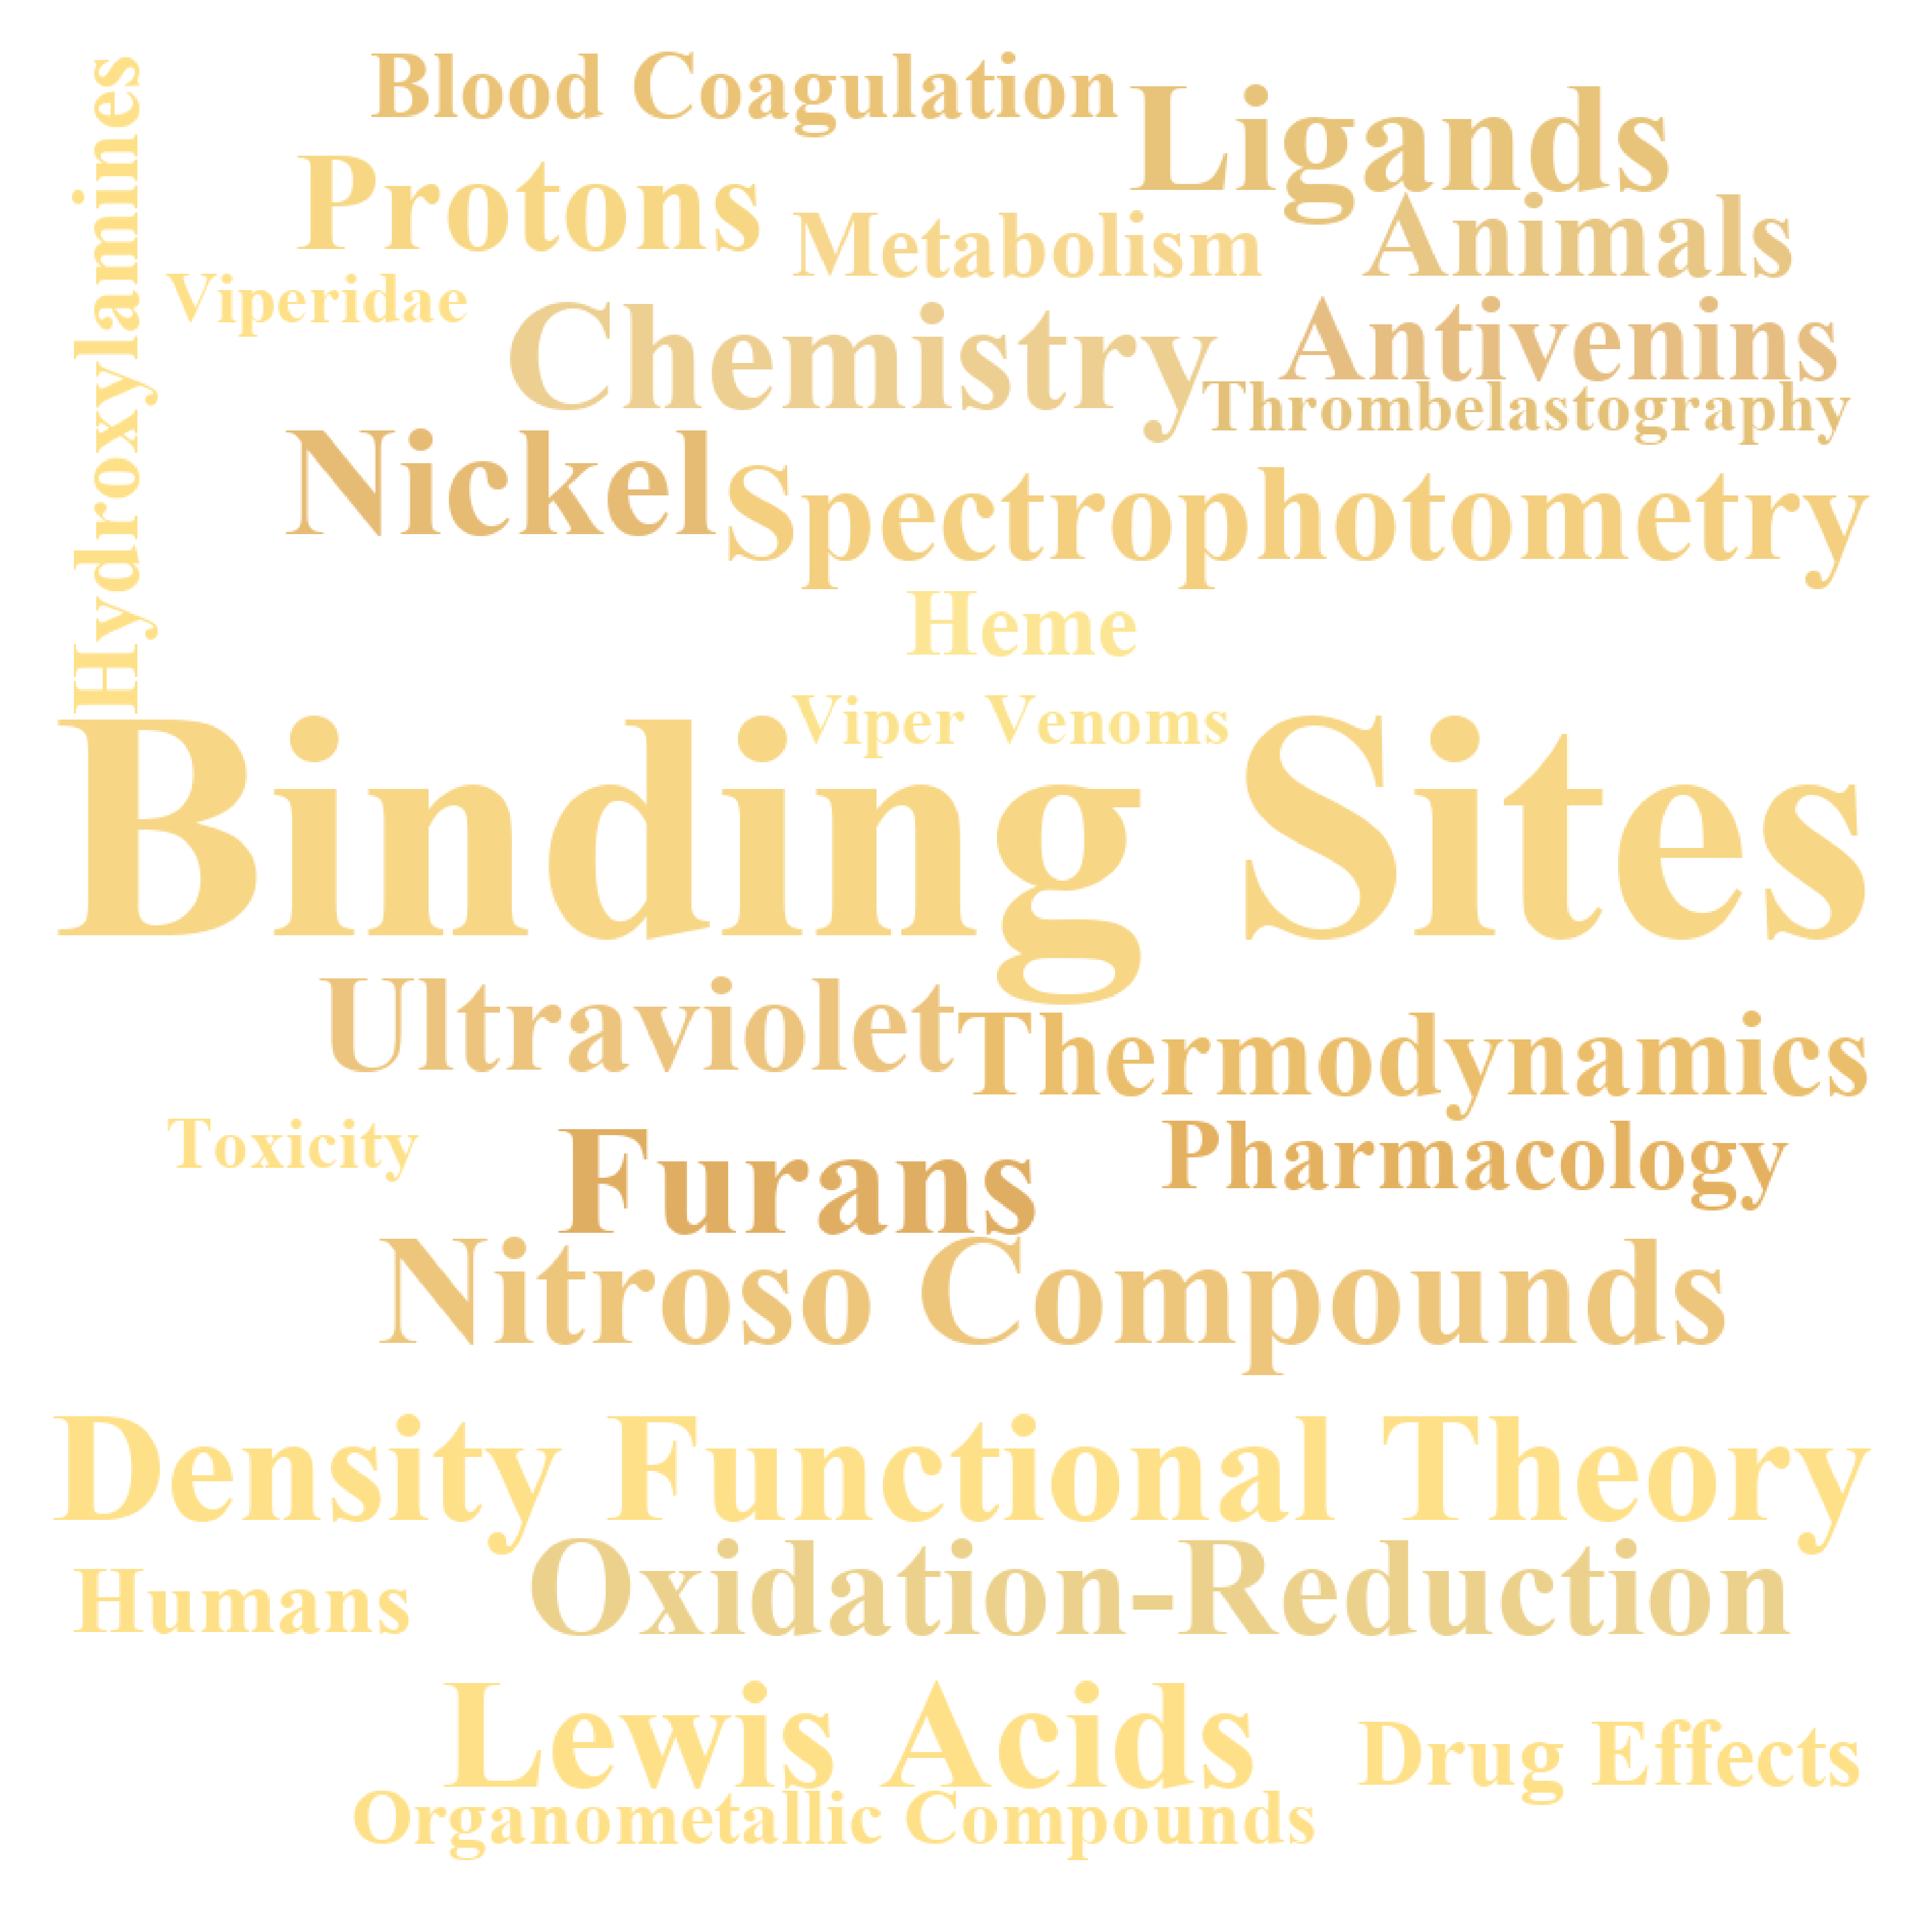 Hydroxylamines
Blood Coagulation
Ligands
Protons
Metabolism
Animals
Viperidae
Chemistry
Antivenins
Thrombelastography
Nickel
Spectrophotometry
Heme
Viper Venoms
Binding Sites
Ultraviolet
Thermodynamics
Toxicity
Furans
Pharmacology
Nitroso Compounds
Density Functional Theory
Humans
Oxidation-Reduction
Lewis Acids
Drug Effects
Organometallic Compounds